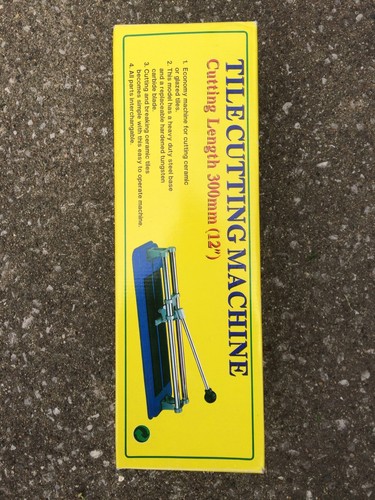 TILE CUTTING MACHINE
Cutting Length 300mm (12")
1. Economy machine for cutting ceramic
or glazed tiles.
2. This model has a heavy duty steel base
and a replacable hardened tungsten
carbide blade.
3. Cutting and breaking ceramic tiles
becomes simple with this easy to operate machine.
4. All parts interchangable.